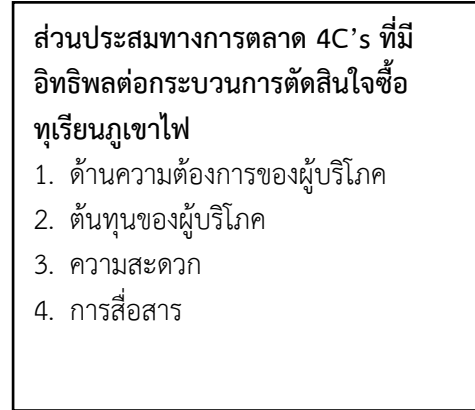 ส่วนประสมทางการตลาด 4C’s ที่มี
อิทธิพลต่อกระบวนการตัดสินใจซื้อ
ทุเรียนภูเขาไฟ
1. ด้านความต้องการของผู้บริโภค
2. ต้นทุนของผู้บริโภค
3. ความสะดวก
4. การสื่อสาร